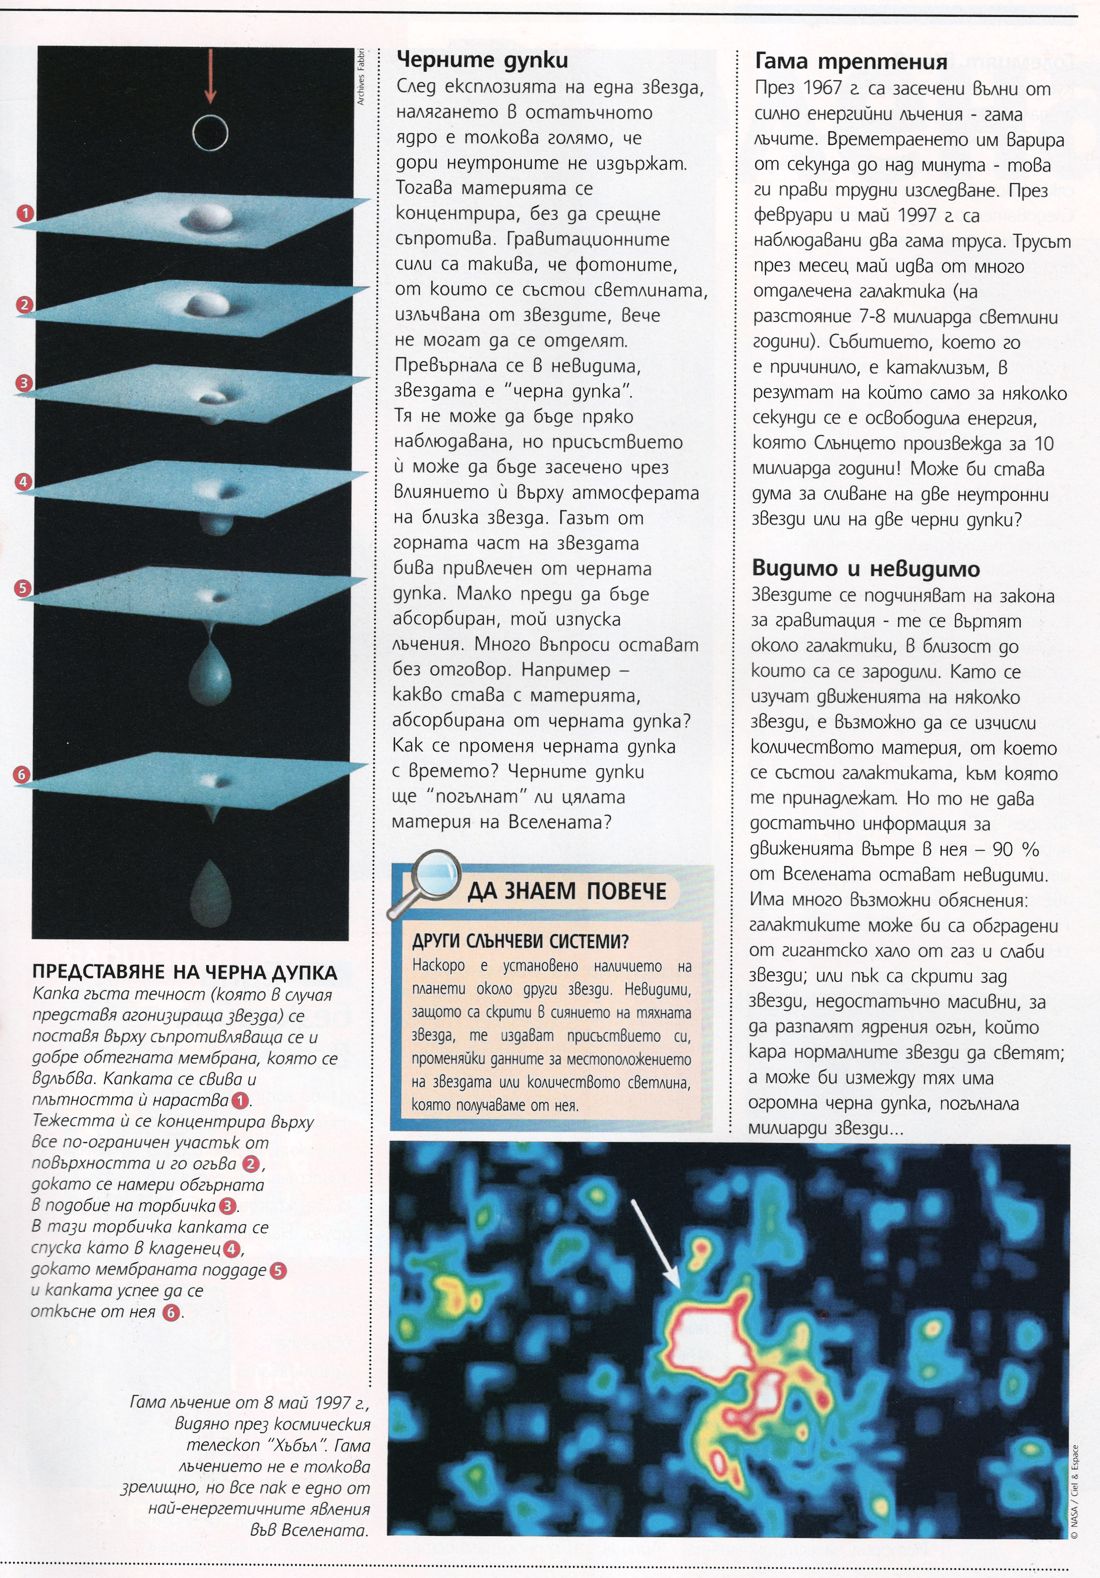 Archives Fabbri
1
2
3
4
5
6
ПРЕДСТАВЯНЕ НА ЧЕРНА ДУПКА
Капка гъста течност (която в случая
представя агонизираща звезда) се
поставя върху съпротивляваща се и
добре обтегната мембрана, която се
вдлъбва. Капката се свива и
плътността ѝ нараства 1.
Тежестта ѝ се концентрира върху
все по-ограничен участък от
повърхността и го огъва 2,
докато се намери обгърната
в подобие на торбичка 3.
В тази торбичка капката се
спуска като в кладенец 4,
докато мембраната поддаде 5
и капката успее да се
откъсне от нея 6.
Гама лъчение от 8 май 1997 г.,
видяно през космическия
телескоп "Хъбъл". Гама
лъчението не е толкова
зрелищно, но все пак е едно от
най-енергетичните явления
във Вселената.
Черните дупки
След експлозията на една звезда,
налягането в остатъчното
ядро е толкова голямо, че
дори неутроните не издържат.
Тогава материята се
концентрира, без да срещне
съпротива. Гравитационните
сили са такива, че фотоните,
от които се състои светлината,
излъчвана от звездите, вече
не могат да се отделят.
Превърнала се в невидима,
звездата е "черна дупка".
Тя не може да бъде пряко
наблюдавана, но присъствието
ѝ може да бъде засечено чрез
влиянието ѝ върху атмосферата
на близка звезда. Газът от
горната част на звездата
бива привлечен от черната
дупка. Малко преди да бъде
абсорбиран, той изпуска
лъчения. Много въпроси остават
без отговор. Например –
какво става с материята,
абсорбирана от черната дупка?
Как се променя черната дупка
с времето? Черните дупки
ще "погълнат" ли цялата
материя на Вселената?
ДА ЗНАЕМ ПОВЕЧЕ
ДРУГИ СЛЪНЧЕВИ СИСТЕМИ?
Наскоро е установено наличието на
планети около други звезди. Невидими,
защото са скрити в сиянието на тяхната
звезда, те издават присъствието си,
променяйки данните за местоположението
на звездата или количеството светлина,
която получаваме от нея.
Гама трептения
През 1967 г. са засечени вълни от
силно енергийни лъчения - гама
лъчите. Времетраенето им варира
от секунда до над минута - това
ги прави трудни изследване. През
февруари и май 1997 г. са
наблюдавани два гама труса. Трусът
през месец май идва от много
отдалечена галактика (на
разстояние 7-8 милиарда светлини
години). Събитието, което го
е причинило, е катаклизъм, в
резултат на който само за няколко
секунди се е освободила енергия,
която Слънцето произвежда за 10
милиарда години! Може би става
дума за сливане на две неутронни
звезди или на две черни дупки?
Видимо и невидимо
Звездите се подчиняват на закона
за гравитация - те се въртят
около галактики, в близост до
които са се зародили. Като се
изучат движенията на няколко
звезди, е възможно да се изчисли
количеството материя, от което
се състои галактиката, към която
те принадлежат. Но то не дава
достатъчно информация за
движенията вътре в нея – 90 %
от Вселената остават невидими.
Има много възможни обяснения:
галактиките може би са обградени
от гигантско хало от газ и слаби
звезди; или пък са скрити зад
звезди, недостатъчно масивни, за
да разпалят ядрения огън, който
кара нормалните звезди да светят;
а може би измежду тях има
огромна черна дупка, погълнала
милиарди звезди...
© NASA / Ciel & Espace